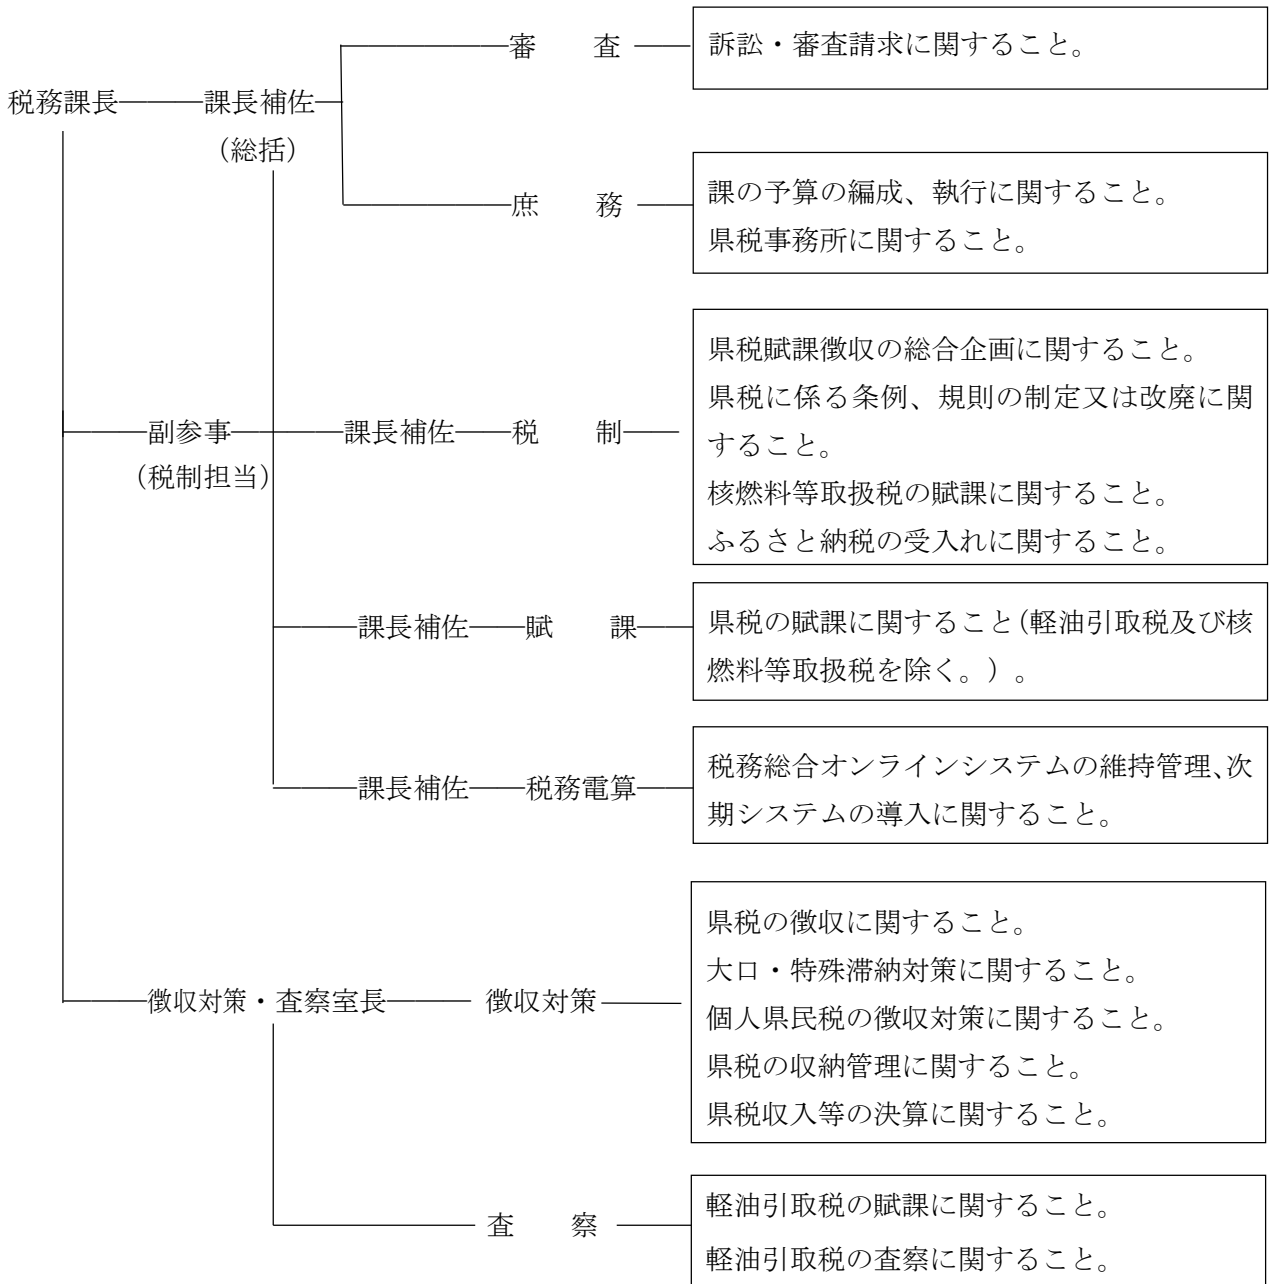 審　査
訴訟・審査請求に関すること。
税務課長
課長補佐
（総括）
庶　務
課の予算の編成、執行に関すること。
県税事務所に関すること。
副参事
（税制担当）
課長補佐
税　制
県税賦課徴収の総合企画に関すること。
県税に係る条例、規則の制定又は改廃に関
すること。
核燃料等取扱税の賦課に関すること。
ふるさと納税の受入れに関すること。
課長補佐
賦　課
県税の賦課に関すること（軽油引取税及び核
燃料等取扱税を除く。）。
課長補佐
税務電算
税務総合オンラインシステムの維持管理、次
期システムの導入に関すること。
徴収対策・査察室長
徴収対策
県税の徴収に関すること。
大口・特殊滞納対策に関すること。
個人県民税の徴収対策に関すること。
県税の収納管理に関すること。
県税収入等の決算に関すること。
査　察
軽油引取税の賦課に関すること。
軽油引取税の査察に関すること。